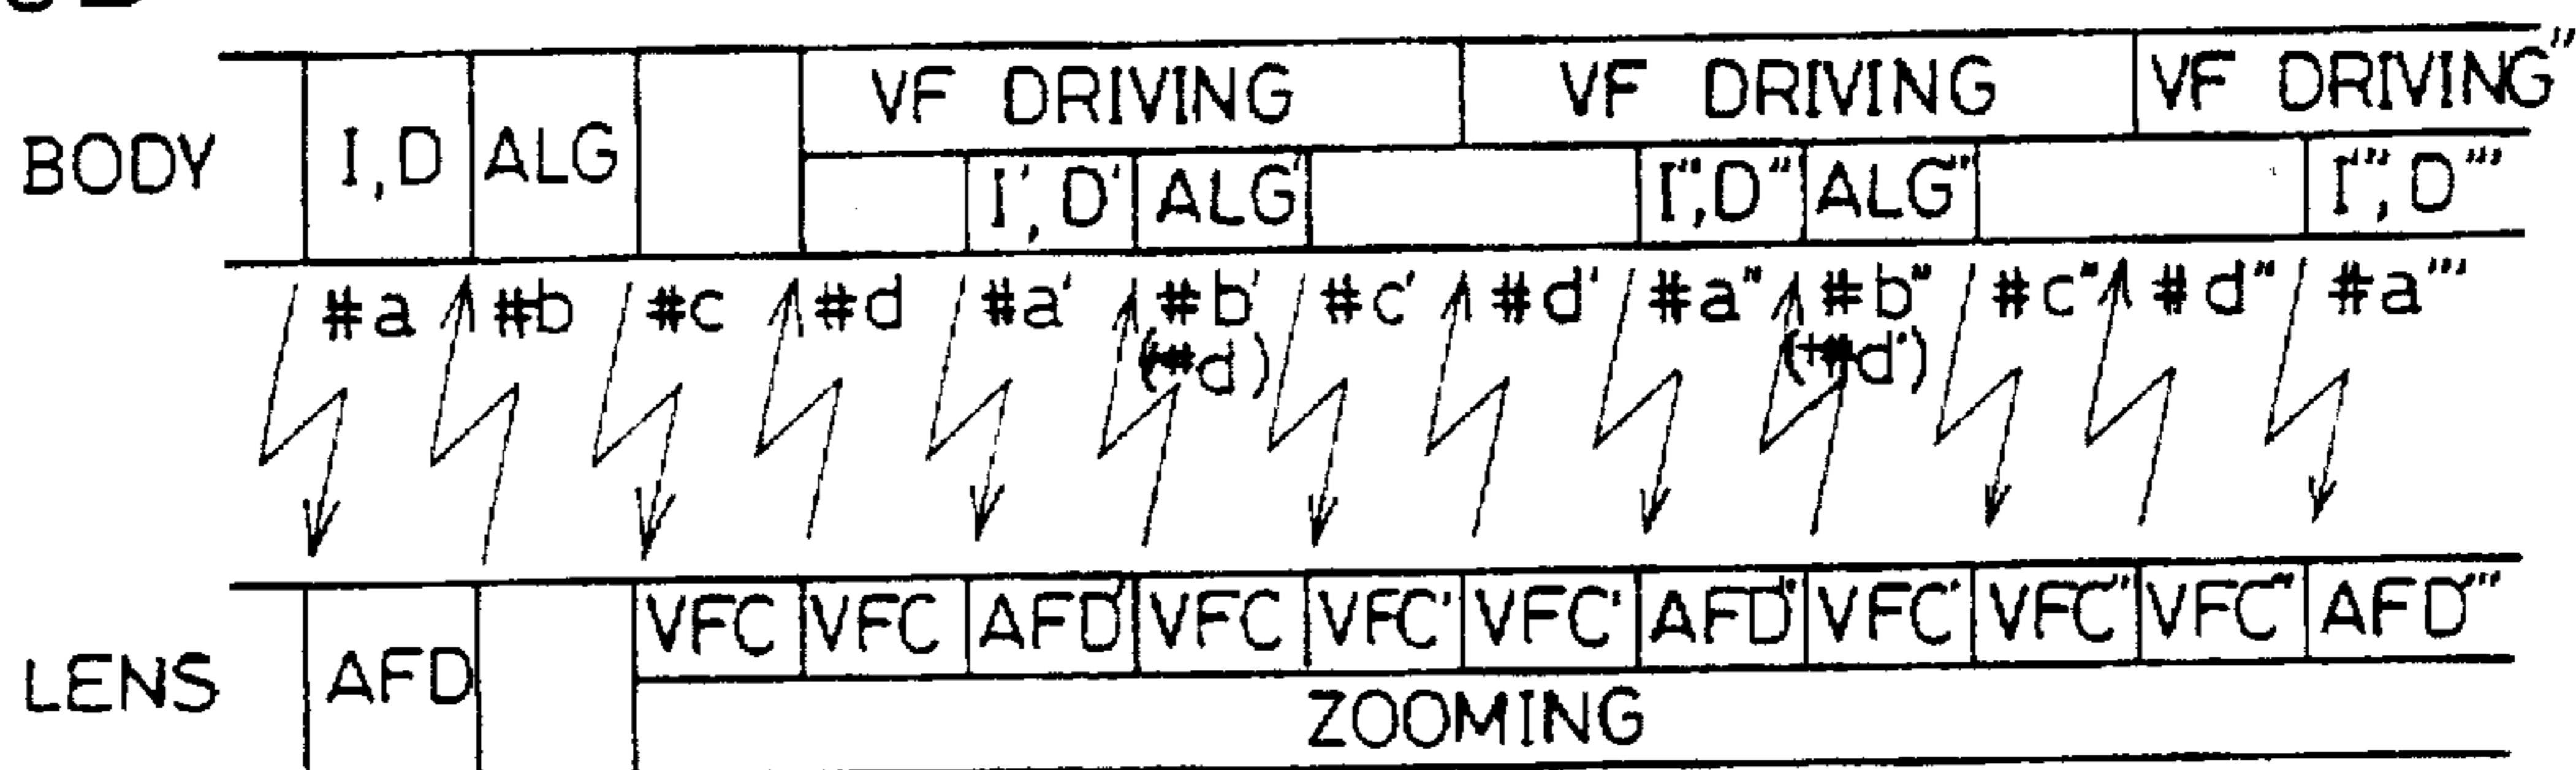 VF DRIVING VF DRIVING VF DRIVING"
BODY I,D ALG I',D' ALG' I",D" ALG" I"',D"'
#a #b #c #d #a' #b' #c' #d' #a" #b" #c" #d" #a"'
(#d) (#d')
VFC VFC AFD' VFC VFC' VFC' AFD" VFC' VFC" VFC" AFD"'
LENS AFD
ZOOMING